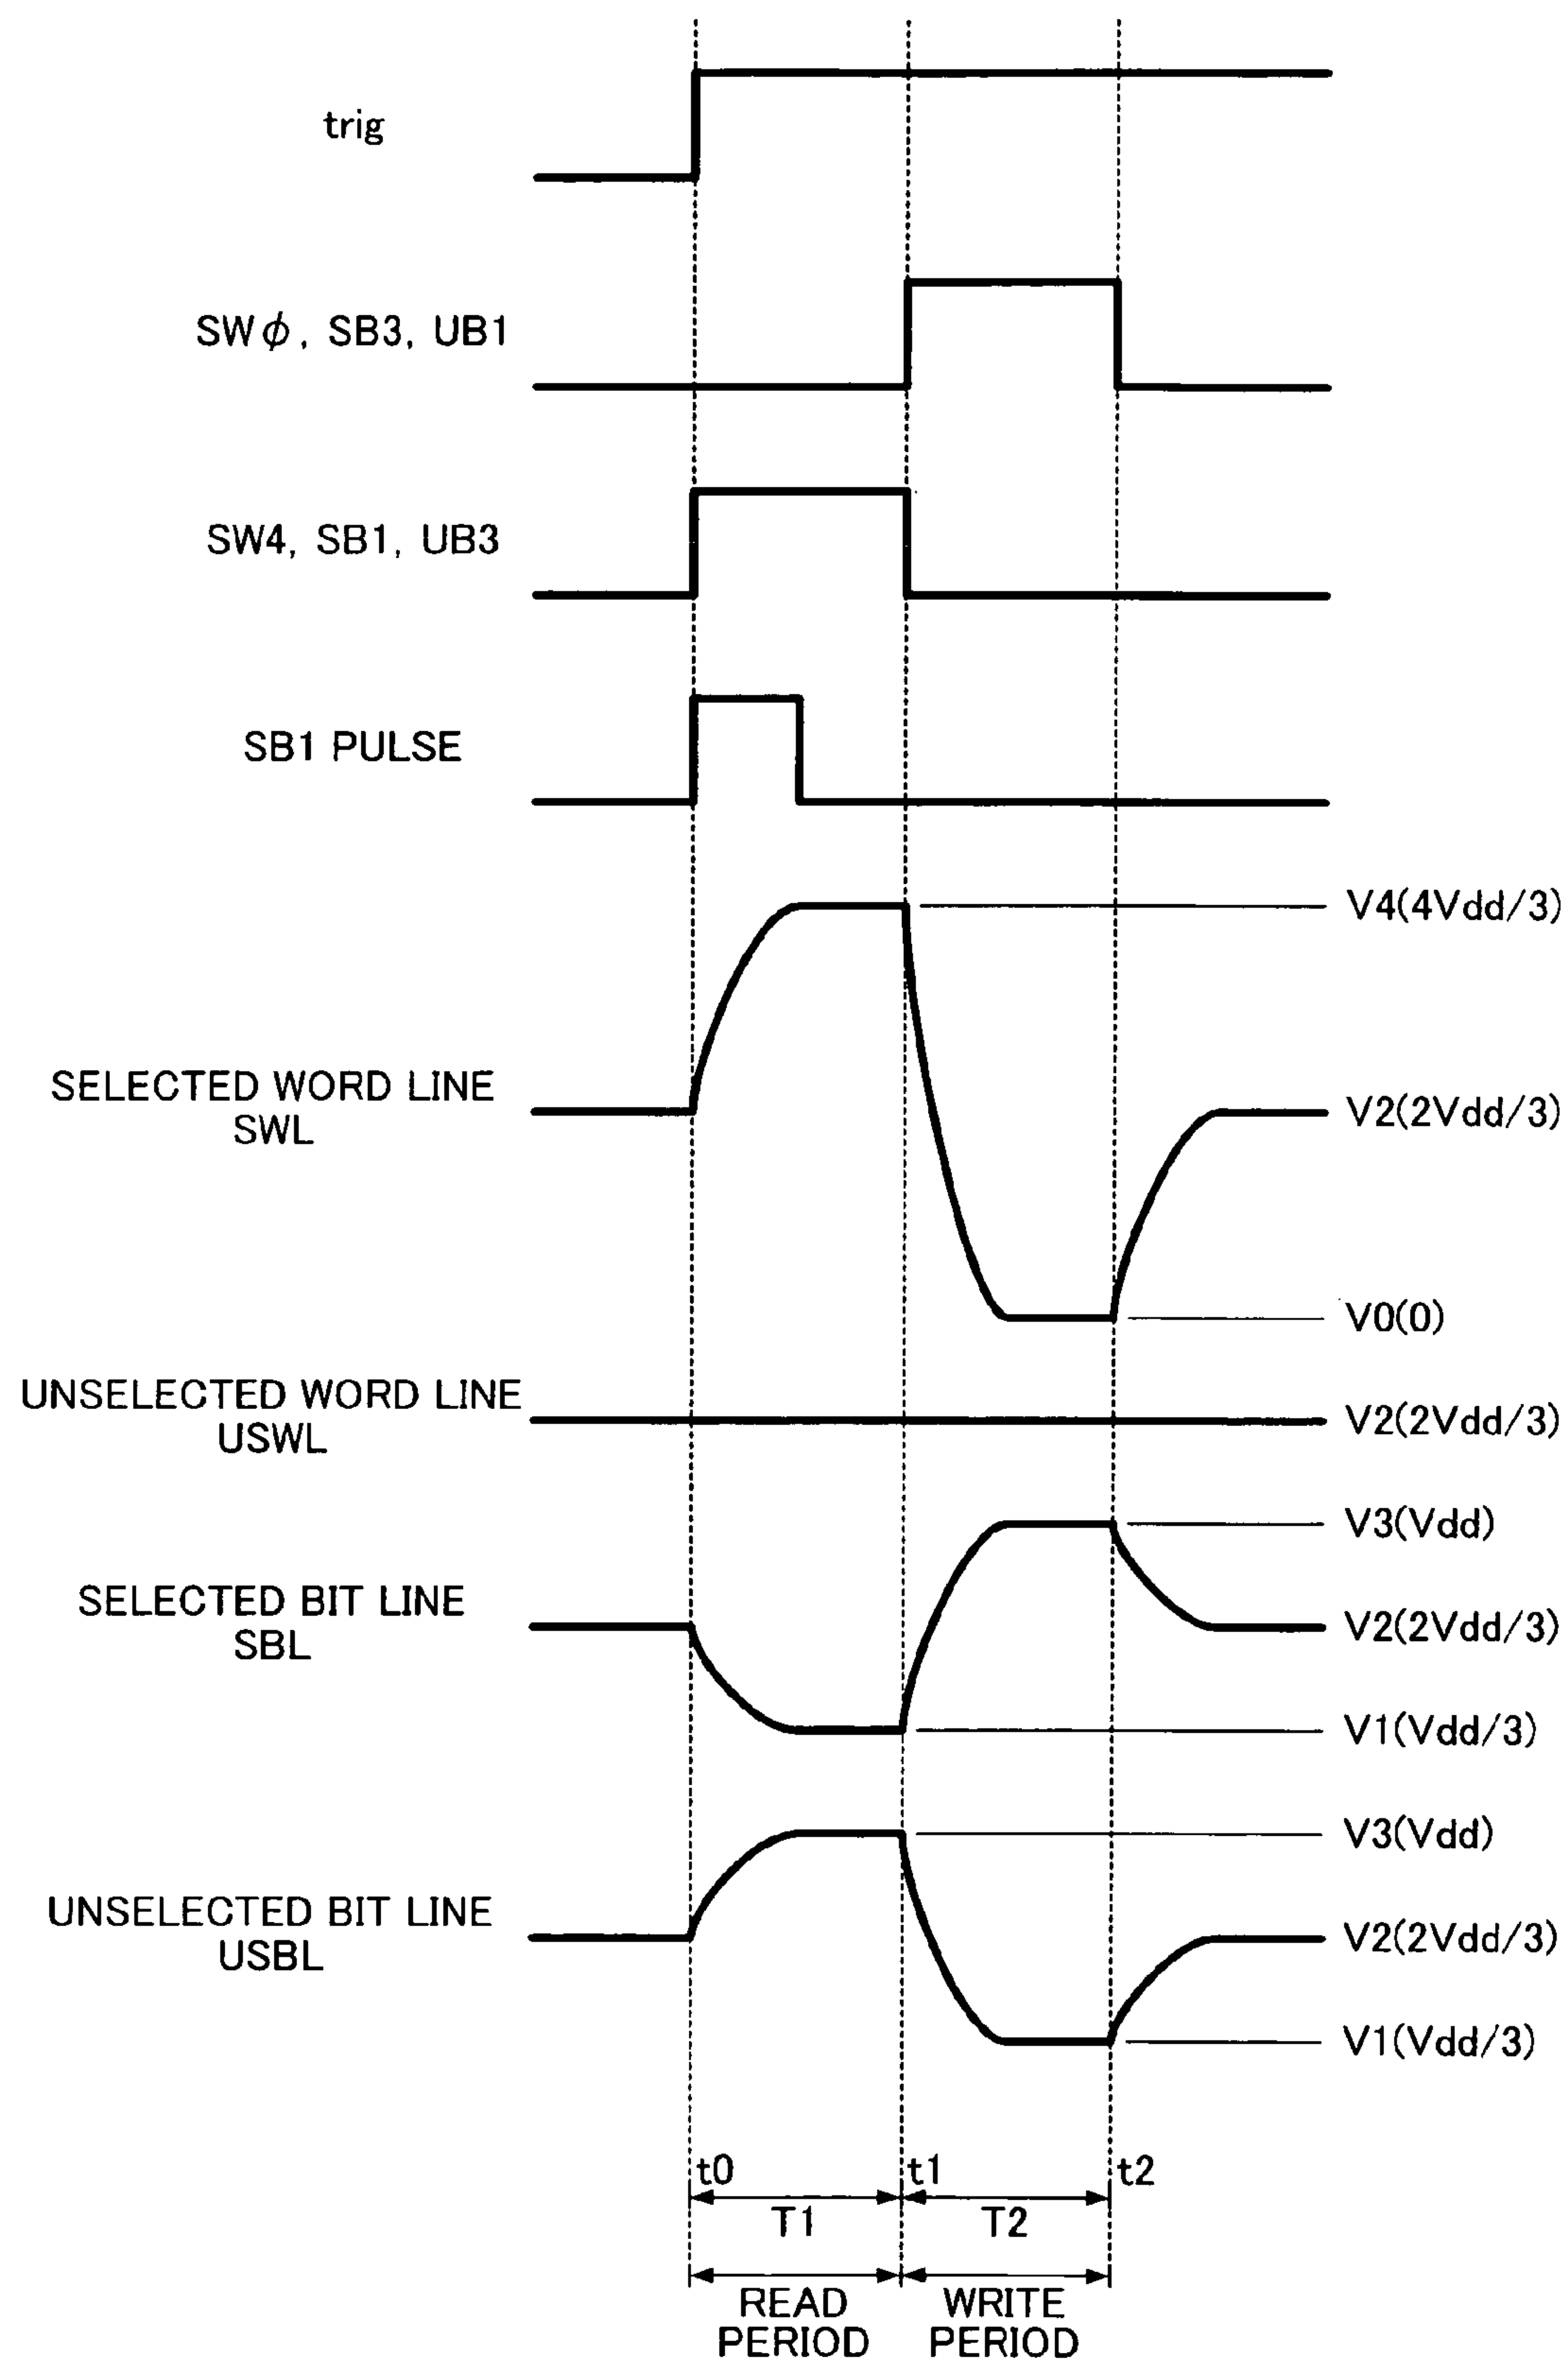 trig
SWϕ, SB3, UB1
SW4, SB1, UB3
SB1 PULSE
V4(4Vdd/3)
SELECTED WORD LINE
SWL
V2(2Vdd/3)
V0(0)
UNSELECTED WORD LINE
USWL
V2(2Vdd/3)
V3(Vdd)
SELECTED BIT LINE
SBL
V2(2Vdd/3)
V1(Vdd/3)
V3(Vdd)
UNSELECTED BIT LINE
USBL
V2(2Vdd/3)
V1(Vdd/3)
t0 t1 t2
T1 T2
READ PERIOD
WRITE PERIOD